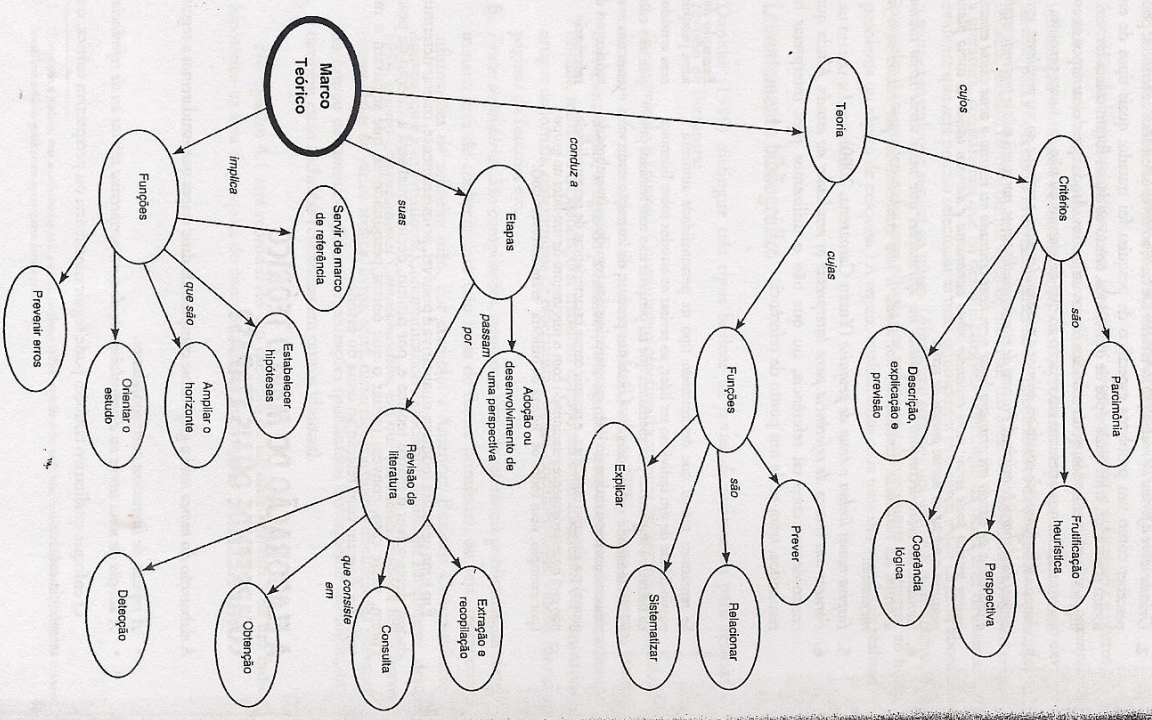 Marco
Teórico
implica
Funções
que são
Servir de marco
de referência
Estabelecer
hipóteses
Ampliar o
horizonte
Orientar o
estudo
Prevenir erros
suas
Etapas
passam
por
Adoção ou
desenvolvimento de
uma perspectiva
Revisão de
literatura
que consiste
em
Extração e
recopilação
Consulta
Obtenção
Detecção
conduz a
Teoria
cujas
Funções
são
Prever
Relacionar
Sistematizar
Explicar
cujos
Critérios
são
Parcimônia
Frutificação
heurística
Perspectiva
Coerência
lógica
Descrição,
explicação e
previsão